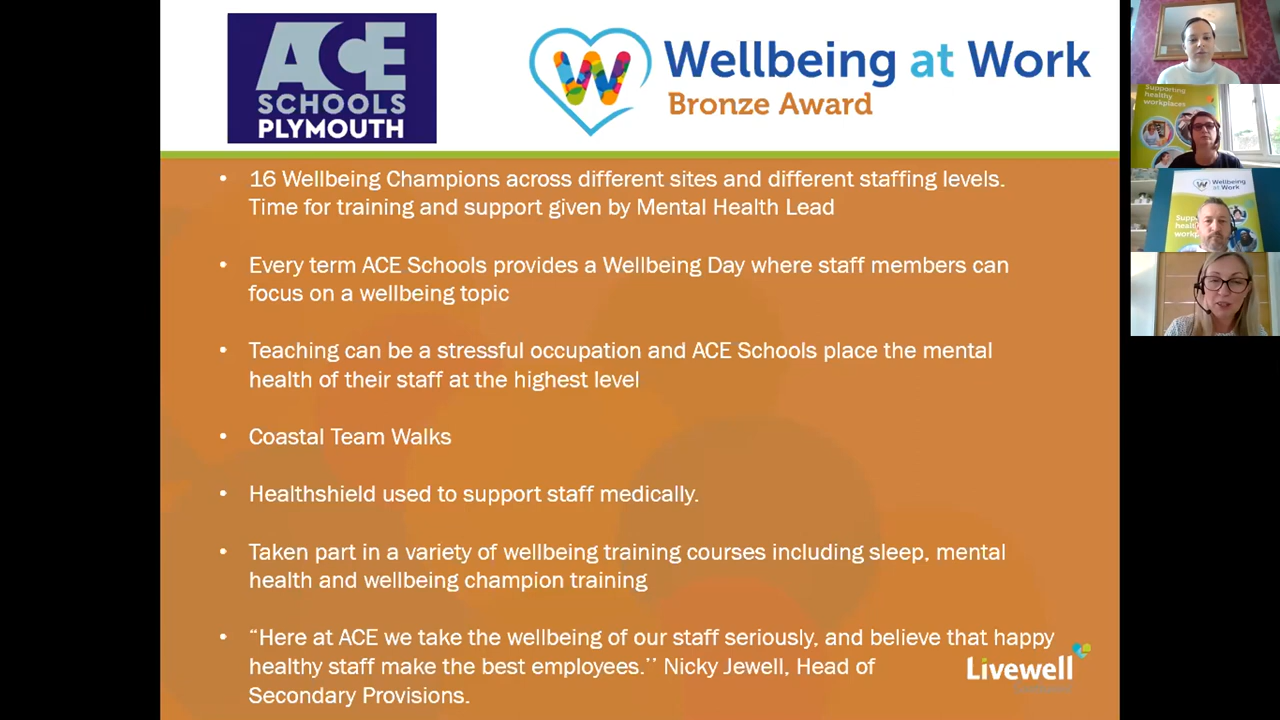 ACE
SCHOOLS
PLYMOUTH
W
Wellbeing at Work
Bronze Award
• 16 Wellbeing Champions across different sites and different staffing levels.
Time for training and support given by Mental Health Lead
• Every term ACE Schools provides a Wellbeing Day where staff members can
focus on a wellbeing topic
• Teaching can be a stressful occupation and ACE Schools place the mental
health of their staff at the highest level
• Coastal Team Walks
• Healthshield used to support staff medically.
• Taken part in a variety of wellbeing training courses including sleep, mental
health and wellbeing champion training
• “Here at ACE we take the wellbeing of our staff seriously, and believe that happy
healthy staff make the best employees.’’ Nicky Jewell, Head of
Secondary Provisions.
Livewell
Supporting
healthy
workplaces
Wellbeing
at Work